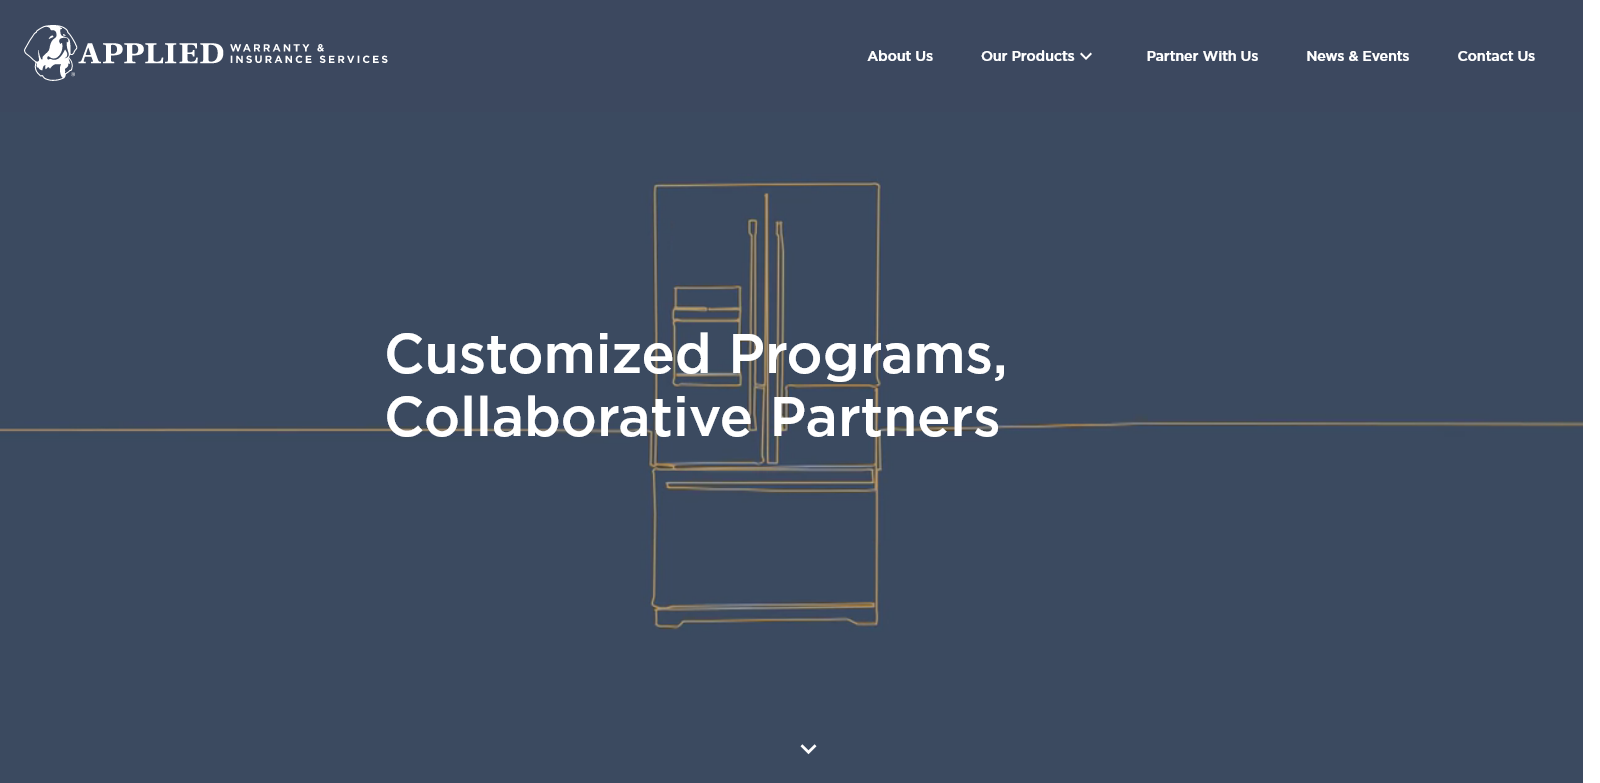 APPLIED WARRANTY &
INSURANCE SERVICES
®
About Us
Our Products
Partner With Us
News & Events
Contact Us
Customized Programs,
Collaborative Partners